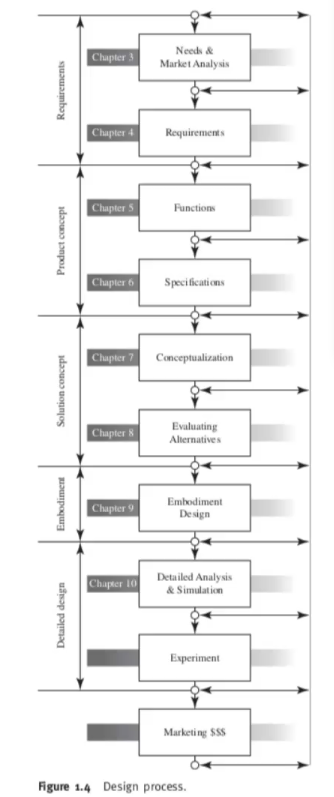 Requirements
Chapter 3
Needs &
Market Analysis
Chapter 4
Requirements
Product concept
Chapter 5
Functions
Chapter 6
Specifications
Solution concept
Chapter 7
Conceptualization
Chapter 8
Evaluating
Alternatives
Embodiment
Chapter 9
Embodiment
Design
Detailed design
Chapter 10
Detailed Analysis
& Simulation
Experiment
Marketing $$$
Figure 1.4 Design process.